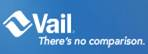 Vail.
There's no comparison.